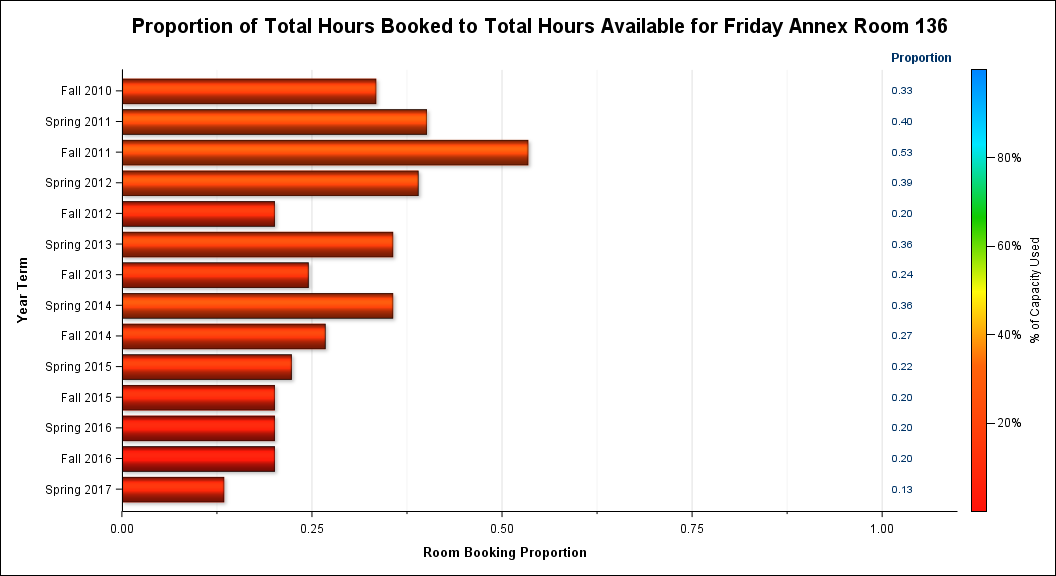 Proportion of Total Hours Booked to Total Hours Available for Friday Annex Room 136
Proportion
Fall 2010 0.33
Spring 2011 0.40
Fall 2011 0.53
Spring 2012 0.39
Fall 2012 0.20
Spring 2013 0.36
Fall 2013 0.24
Spring 2014 0.36
Fall 2014 0.27
Spring 2015 0.22
Fall 2015 0.20
Spring 2016 0.20
Fall 2016 0.20
Spring 2017 0.13
Year Term
0.00 0.25 0.50 0.75 1.00
Room Booking Proportion
80%
60%
40%
20%
% of Capacity Used